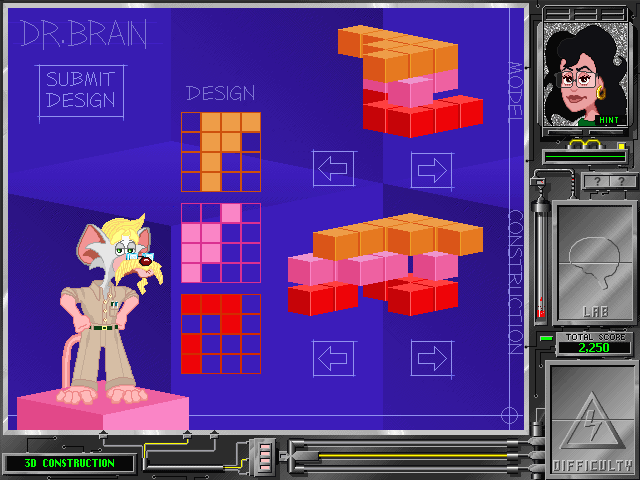 DR. BRAIN
SUBMIT
DESIGN
DESIGN
MODEL
CONSTRUCTION
HINT
? ?
LAB
TOTAL SCORE
2,250
DIFFICULTY
3D CONSTRUCTION